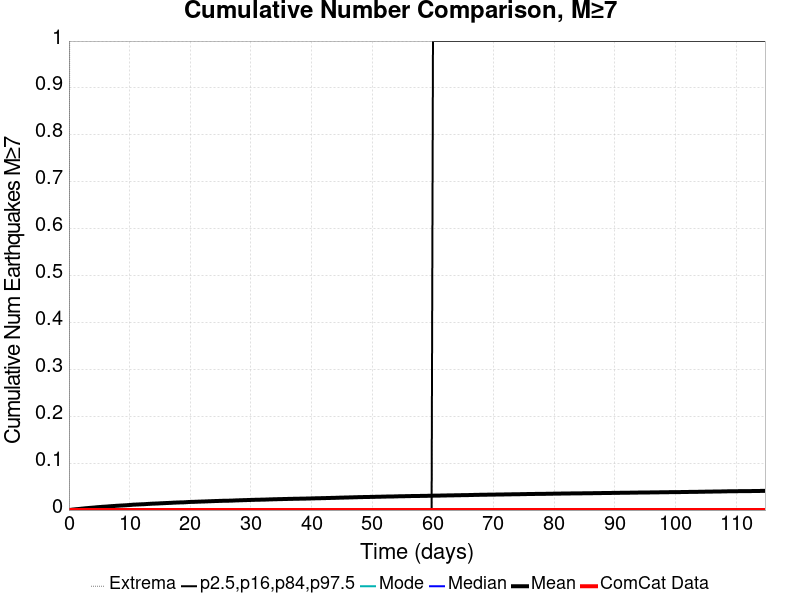 Cumulative Number Comparison, M≥7
Cumulative Num Earthquakes M≥7
1
0.9
0.8
0.7
0.6
0.5
0.4
0.3
0.2
0.1
0
0 10 20 30 40 50 60 70 80 90 100 110
Time (days)
Extrema p2.5,p16,p84,p97.5 Mode Median Mean ComCat Data